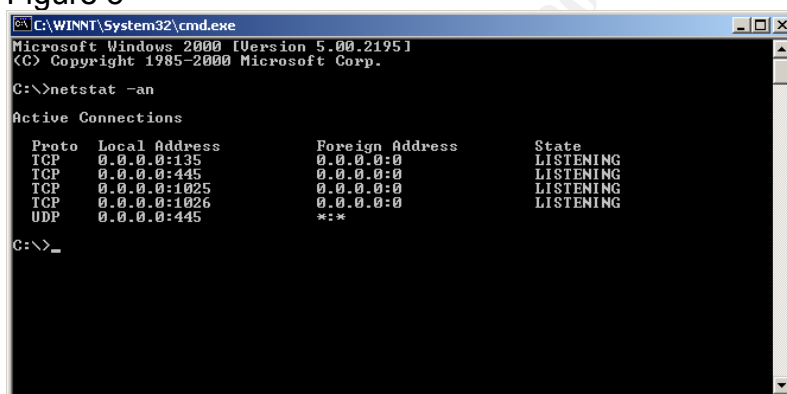 C:\WINNT\System32\cmd.exe
Microsoft Windows 2000 [Version 5.00.2195]
(C) Copyright 1985-2000 Microsoft Corp.
C:\>netstat -an
Active Connections
Proto Local Address Foreign Address State
TCP 0.0.0.0:135 0.0.0.0:0 LISTENING
TCP 0.0.0.0:445 0.0.0.0:0 LISTENING
TCP 0.0.0.0:1025 0.0.0.0:0 LISTENING
TCP 0.0.0.0:1026 0.0.0.0:0 LISTENING
UDP 0.0.0.0:445 *:*
C:\>_